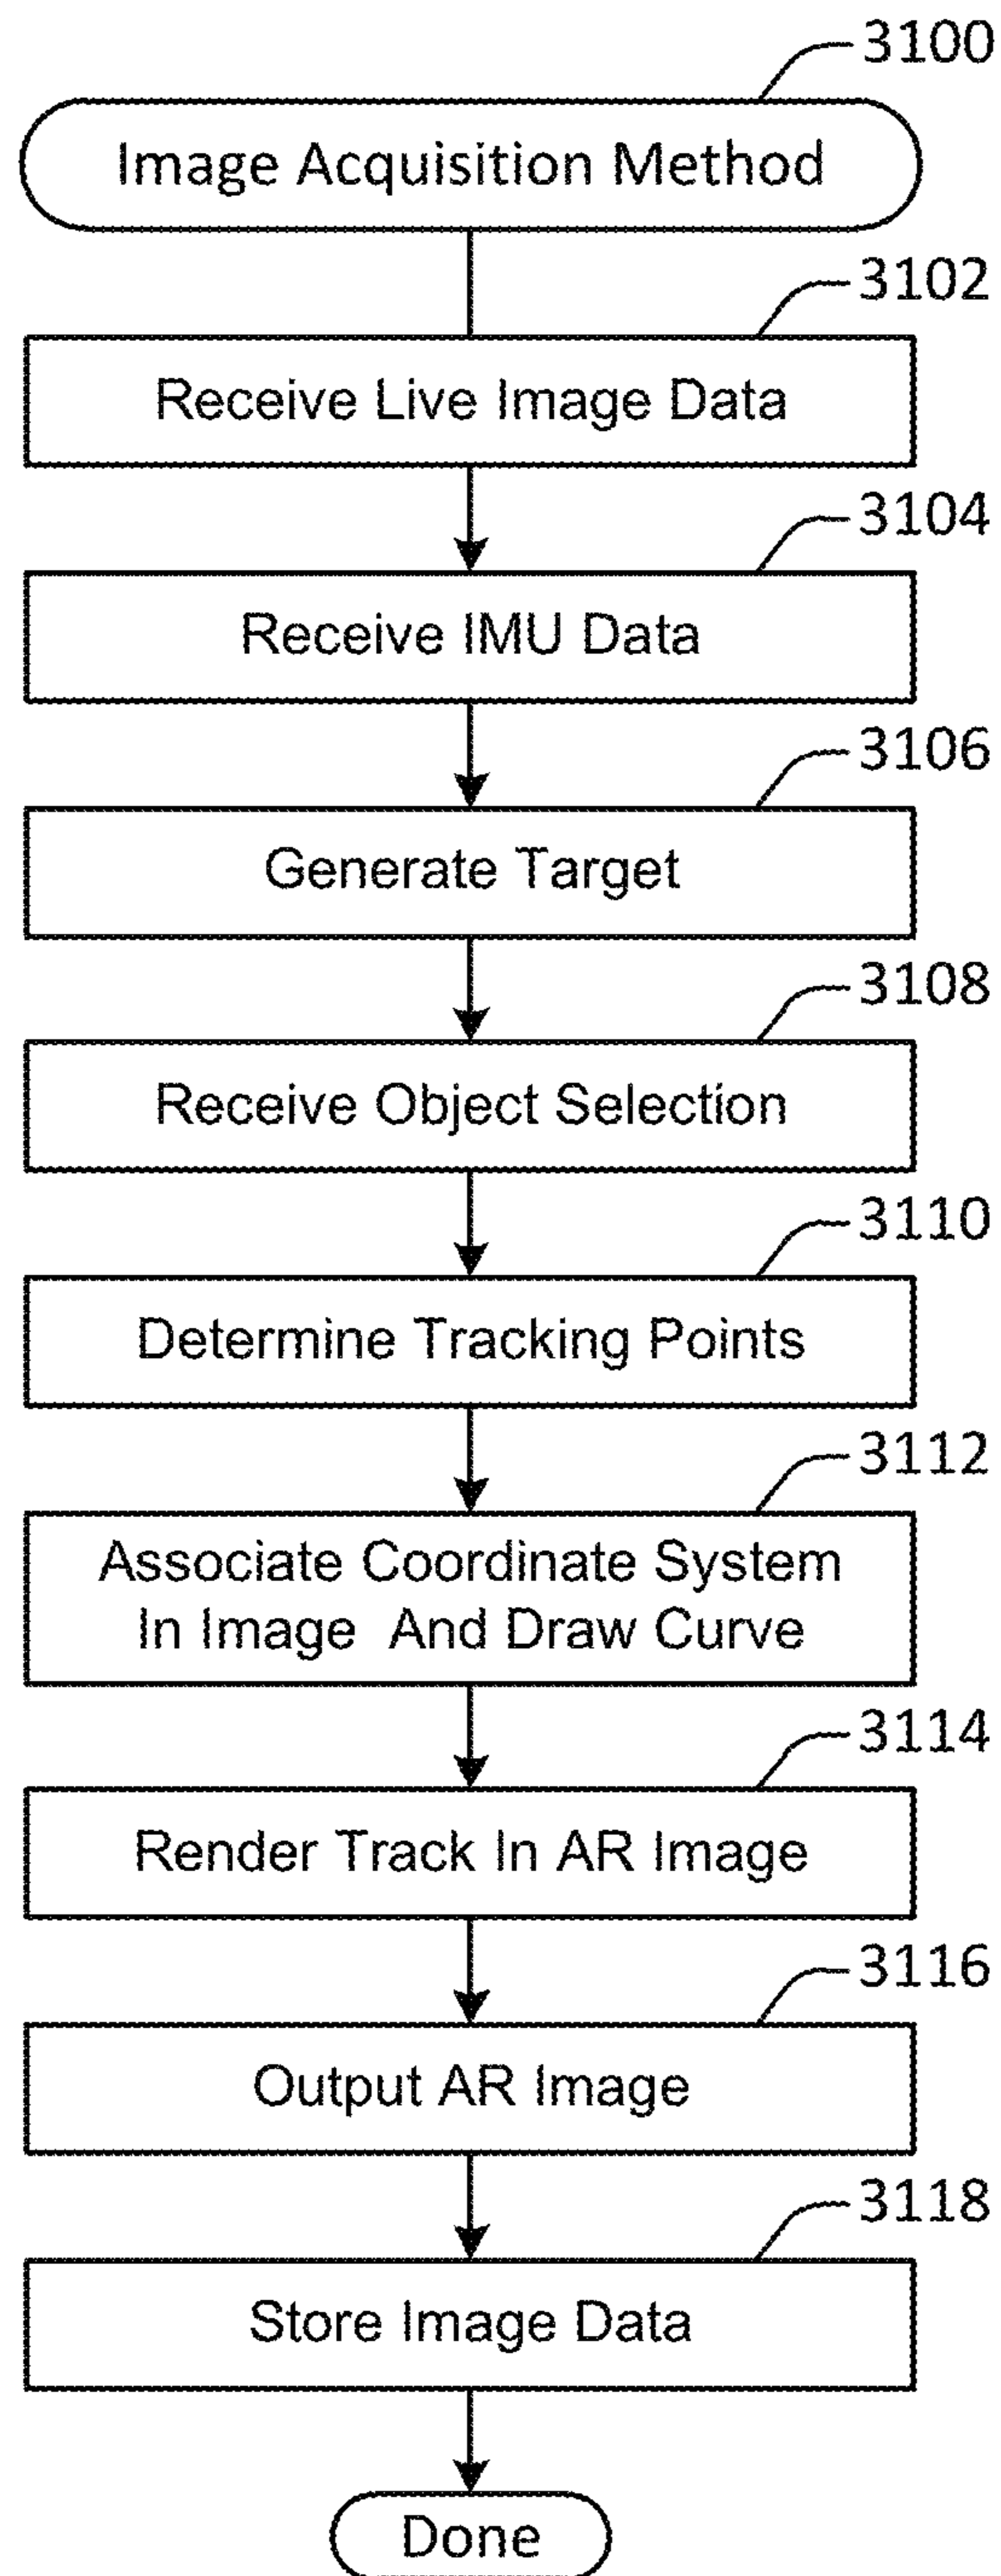 3100
Image Acquisition Method
3102
Receive Live Image Data
3104
Receive IMU Data
3106
Generate Target
3108
Receive Object Selection
3110
Determine Tracking Points
3112
Associate Coordinate System
In Image And Draw Curve
3114
Render Track In AR Image
3116
Output AR Image
3118
Store Image Data
Done